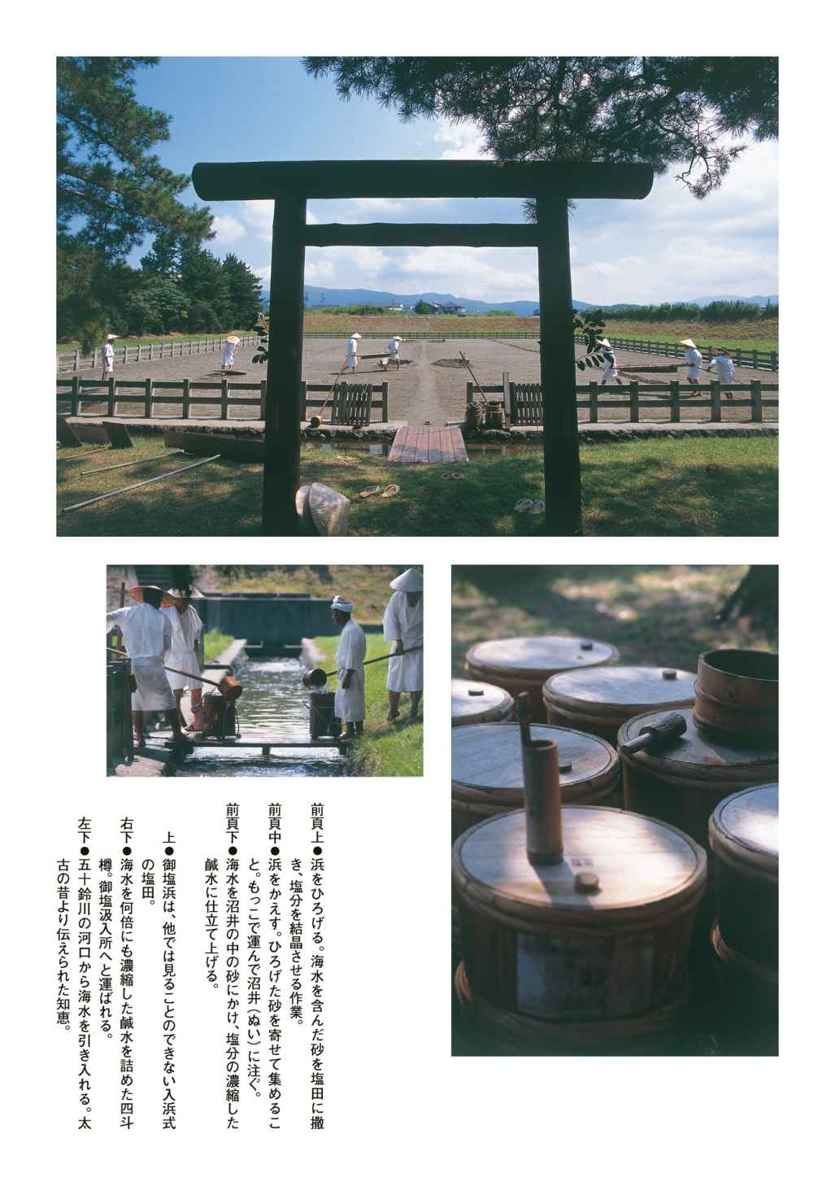 前頁上●浜をひろげる。海水を含んだ砂を塩田に撒
き、塩分を結晶させる作業。
前頁中●浜をかえす。ひろげた砂を寄せて集めるこ
と。もっこで運んで沼井（ぬい）に注ぐ。
前頁下●海水を沼井の中の砂にかけ、塩分の濃縮した
鹹水に仕立て上げる。
上●御塩浜は、他では見ることのできない入浜式
の塩田。
右下●海水を何倍にも濃縮した鹹水を詰めた四斗
樽。御塩汲入所へと運ばれる。
左下●五十鈴川の河口から海水を引き入れる。太
古の昔より伝えられた知恵。